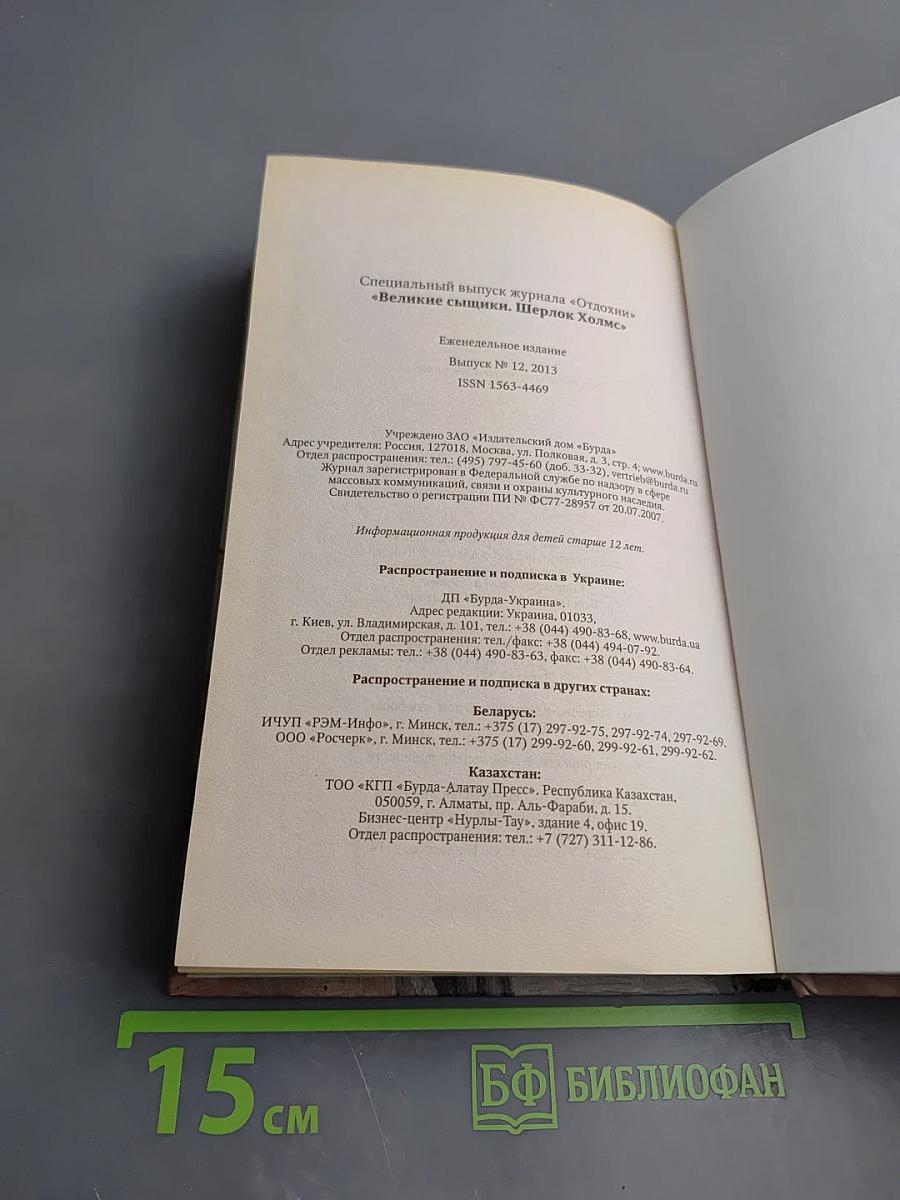 Специальный выпуск журнала «Отдохни»
«Великие сыщики. Шерлок Холмс»
Еженедельное издание
Выпуск № 12, 2013
ISSN 1563-4469
Учреждено ЗАО «Издательский дом «Бурда»
Адрес учредителя: Россия, 127018, Москва, ул. Полковая, д. 3, стр. 4; www.burda.ru
Отдел распространения: тел.: (495) 797-45-60 (доб. 33-32), vertrieb@burda.ru
Журнал зарегистрирован в Федеральной службе по надзору в сфере
массовых коммуникаций, связи и охраны культурного наследия.
Свидетельство о регистрации ПИ № ФС77-28957 от 20.07.2007.
Информационная продукция для детей старше 12 лет.
Распространение и подписка в Украине:
ДП «Бурда-Украина».
Адрес редакции: Украина, 01033,
г. Киев, ул. Владимирская, д. 101, тел.: +38 (044) 490-83-68, www.burda.ua
Отдел распространения: тел./факс: +38 (044) 494-07-92.
Отдел рекламы: тел.: +38 (044) 490-83-63, факс: +38 (044) 490-83-64.
Распространение и подписка в других странах:
Беларусь:
ИЧУП «РЭМ-Инфо», г. Минск, тел.: +375 (17) 297-92-75, 297-92-74, 297-92-69.
ООО «Росчерк», г. Минск, тел.: +375 (17) 299-92-60, 299-92-61, 299-92-62.
Казахстан:
ТОО «КГП «Бурда-Алатау Пресс». Республика Казахстан,
050059, г. Алматы, пр. Аль-Фараби, д. 15.
Бизнес-центр «Нурлы-Тау», здание 4, офис 19.
Отдел распространения: тел.: +7 (727) 311-12-86.
15 см
БФ БИБЛИОФАН